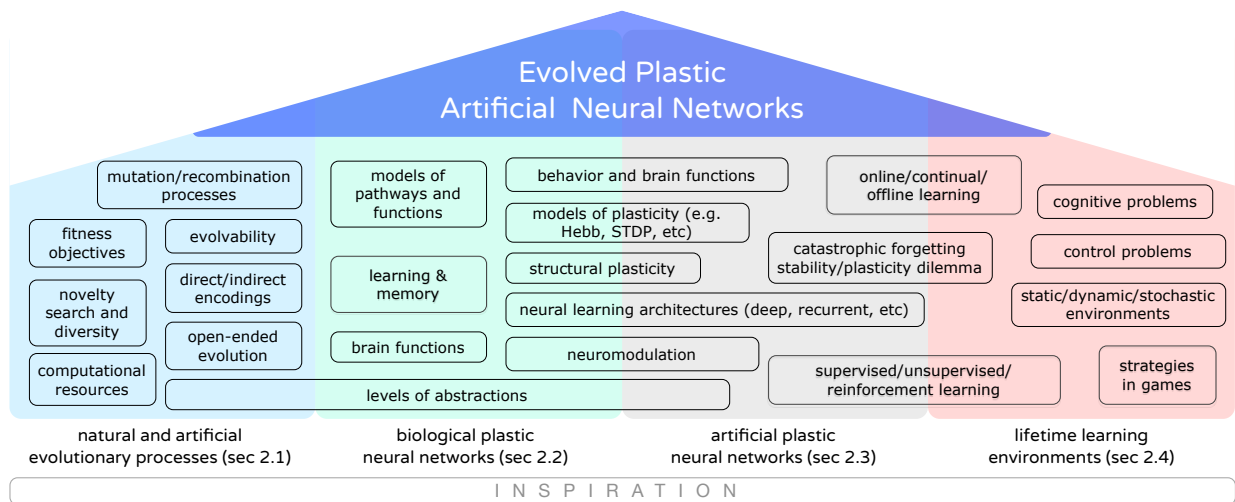 Evolved Plastic
Artificial Neural Networks
mutation/recombination
processes
fitness
objectives
evolvability
novelty
search and
diversity
direct/indirect
encodings
open-ended
evolution
computational
resources
levels of abstractions
models of
pathways and
functions
learning &
memory
brain functions
behavior and brain functions
models of plasticity (e.g.
Hebb, STDP, etc)
structural plasticity
neural learning architectures (deep, recurrent, etc)
neuromodulation
online/continual/
offline learning
catastrophic forgetting
stability/plasticity dilemma
supervised/unsupervised/
reinforcement learning
cognitive problems
control problems
static/dynamic/stochastic
environments
strategies
in games
natural and artificial
evolutionary processes (sec 2.1)
biological plastic
neural networks (sec 2.2)
artificial plastic
neural networks (sec 2.3)
lifetime learning
environments (sec 2.4)
INSPIRATION